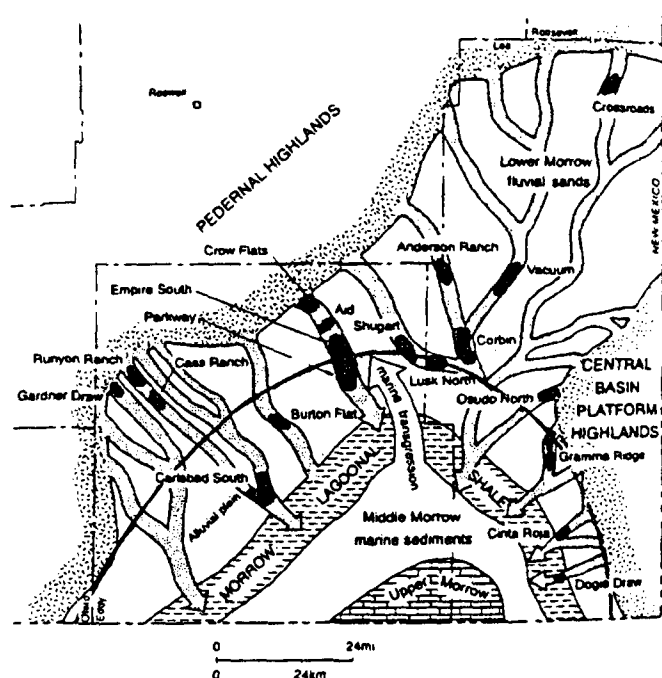 Roosevelt
Lea
Roswell
Crossroads
PEDERNAL HIGHLANDS
Lower Morrow
fluvial sands
NEW MEXICO
Crow Flats
Anderson Ranch
Vacuum
Empire South
Aid
Parkway
Shugart
Corbin
Runyon Ranch
Cass Ranch
Gardner Draw
Lusk North
CENTRAL
BASIN
PLATFORM
HIGHLANDS
Osudo North
Burton Flat
marine
transgression
Gramma Ridge
Carlsbad South
Alluvial plain
MORROW LAGOONAL SHALE
Middle Morrow
marine sediments
Cinta Roja
Upper Morrow
Dogie Draw
Otero
Eddy
0 24mi
0 24km